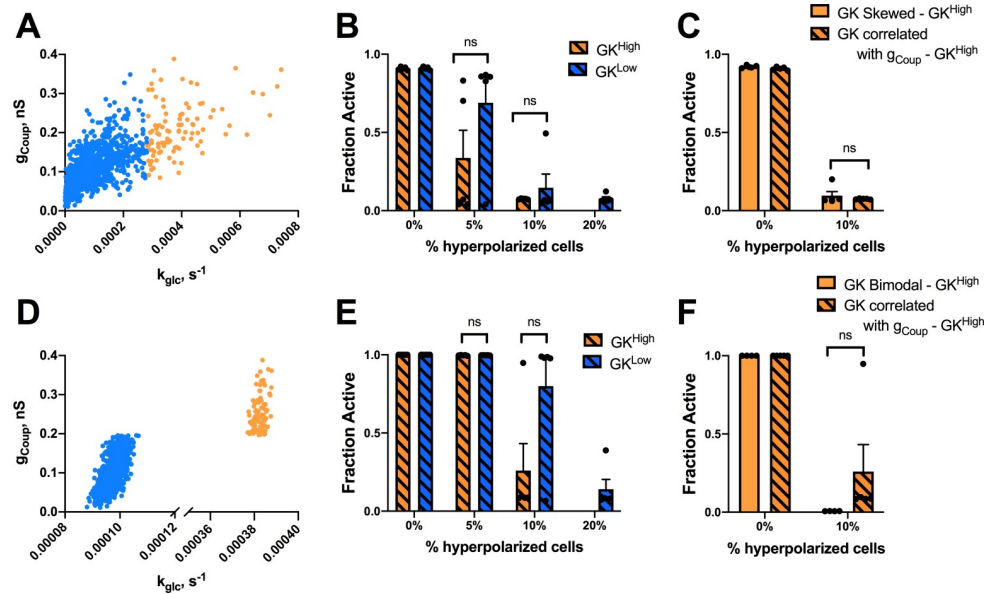 A
g_Coup, nS
0.4
0.3
0.2
0.1
0.0
0.0000
0.0002
0.0004
0.0006
0.0008
k_glc, s^-1
B
Fraction Active
1.0
0.5
0.0
ns
ns
GK^High
GK^Low
0%
5%
10%
20%
% hyperpolarized cells
C
GK Skewed - GK^High
GK correlated
with g_Coup - GK^High
Fraction Active
1.0
0.5
0.0
ns
0%
10%
% hyperpolarized cells
D
g_Coup, nS
0.4
0.3
0.2
0.1
0.0
0.00008
0.00010
0.00012
0.00036
0.00038
0.00040
k_glc, s^-1
E
Fraction Active
1.0
0.5
0.0
ns
ns
GK^High
GK^Low
0%
5%
10%
20%
% hyperpolarized cells
F
GK Bimodal - GK^High
GK correlated
with g_Coup - GK^High
Fraction Active
1.0
0.5
0.0
ns
0%
10%
% hyperpolarized cells